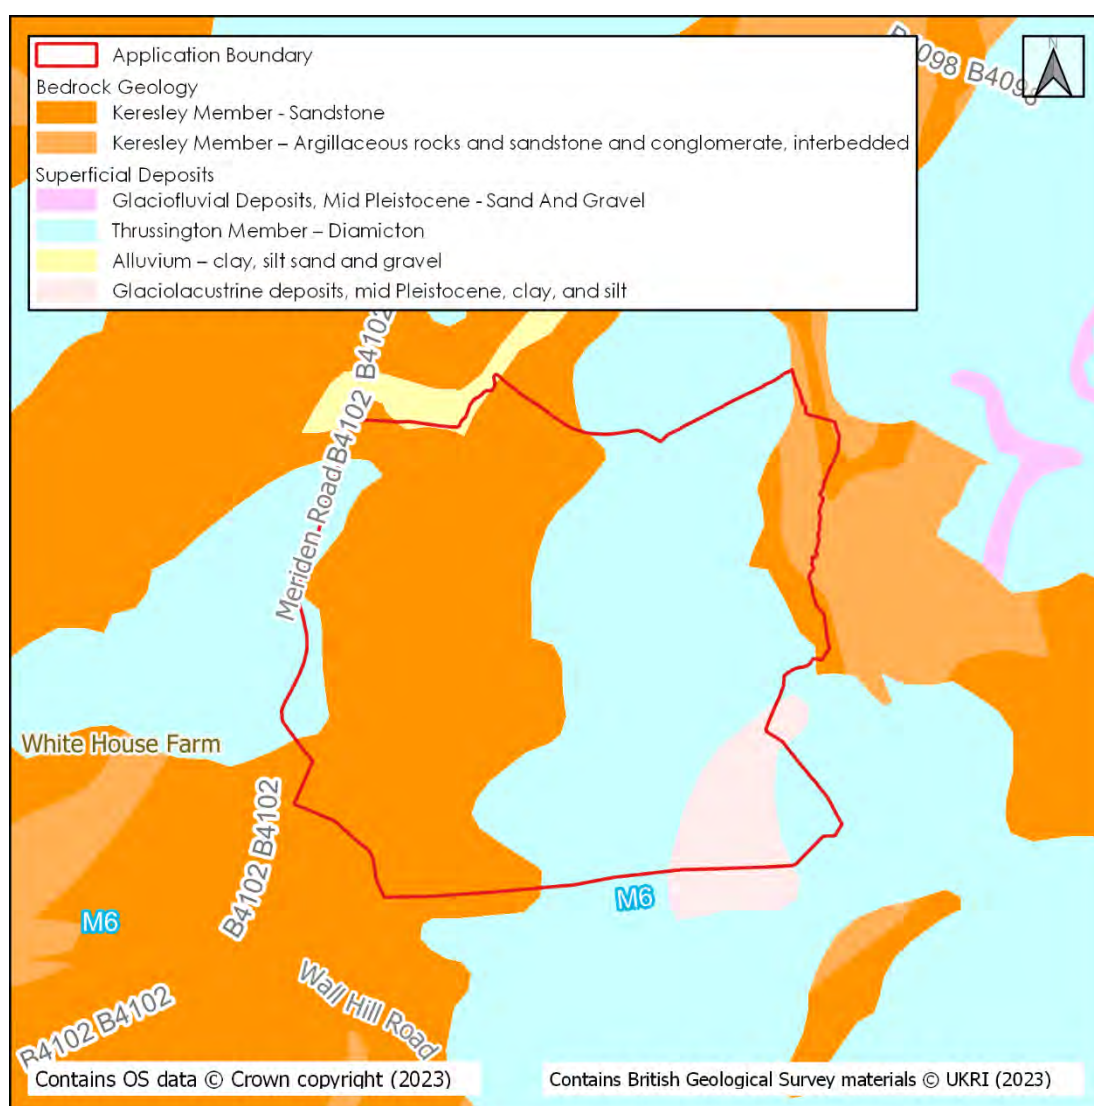 Application Boundary
Bedrock Geology
Keresley Member - Sandstone
Keresley Member – Argillaceous rocks and sandstone and conglomerate, interbedded
Superficial Deposits
Glaciofluvial Deposits, Mid Pleistocene - Sand And Gravel
Thrussington Member – Diamicton
Alluvium – clay, silt sand and gravel
Glaciolacustrine deposits, mid Pleistocene, clay, and silt
N
B4098
Meriden Road B4102 B4102
White House Farm
B4102 B4102
M6
M6
Wall Hill Road
B4102 B4102
Contains OS data © Crown copyright (2023)
Contains British Geological Survey materials © UKRI (2023)